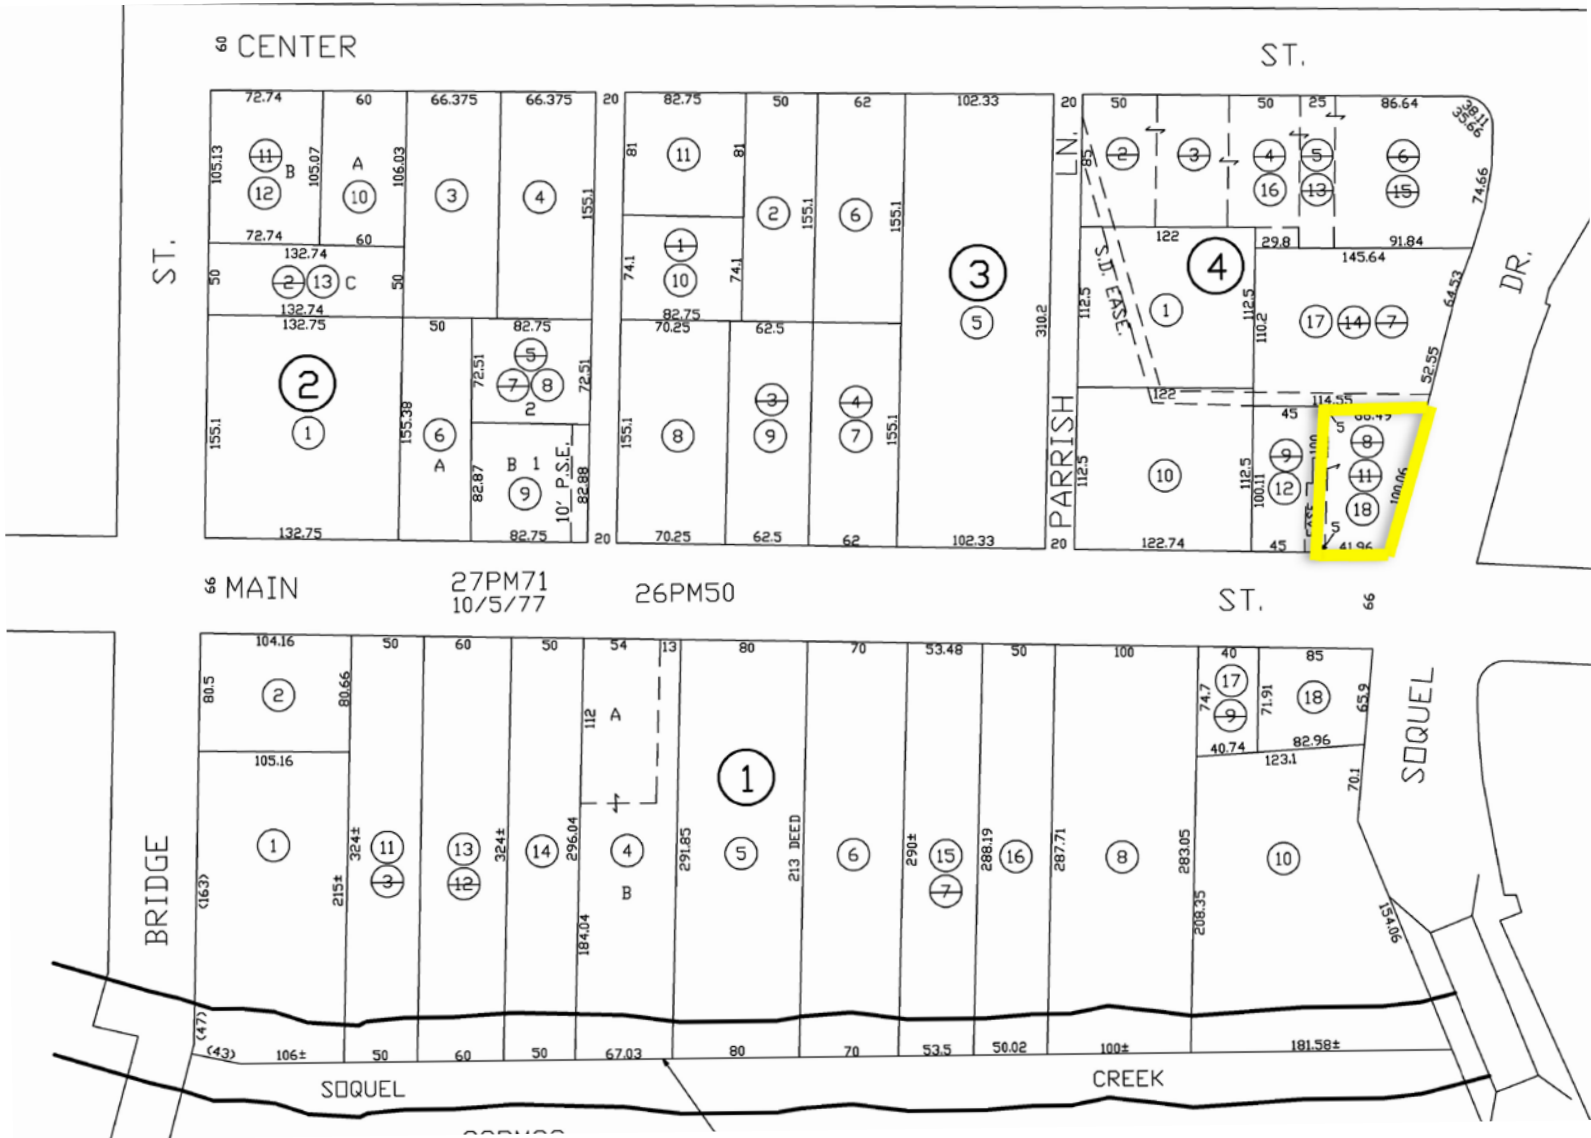 60 CENTER ST.
72.74 60 66.375 66.375 20 82.75 50 62 102.33 20 50 50 25 86.64
38.11
35.66
105.13 11 B 105.07 A 106.03 81 11 81 LN. 85 2 3 4 5 6
12 10 3 4 155.1 2 155.1 6 155.1 16 13 15 74.66
72.74 60 1 122 29.8 91.84
132.74 74.1 10 74.1 3 S.D. EASE. 4 145.64
ST. 50 2 13 C 50 82.75 5 310.2 112.5 1 112.5 110.2 17 14 7 64.53 DR.
132.74
132.75 50 82.75 70.25 62.5
72.51 5 72.51
2 7 8 52.55
2 122 114.55
155.1 1 155.38 6 155.1 8 3 4 155.1 45 5 66.49
A 9 7 PARRISH 9 100 8
82.87 B 1 10' P.S.E. 82.88 112.5 10 112.5 100.11 12 11 100.06
9 EASE 18
5
132.75 82.75 20 70.25 62.5 62 102.33 20 122.74 45 41.96
66 MAIN 27PM71 26PM50 ST. 66
10/5/77
104.16 50 60 50 54 13 80 70 53.48 50 100 40 85
80.5 2 80.66 112 A 74.7 17 71.91 18 65.9
9
105.16 40.74 82.96 SOQUEL
1 123.1 70.1
BRIDGE 1 324± 11 13 324± 14 296.04 4 291.85 5 213 DEED 6 290± 15 288.19 16 287.71 8 283.05 10
(163) 215± 3 12 B 7
184.04 208.35 154.06
(47)
(43) 106± 50 60 50 67.03 80 70 53.5 50.02 100± 181.58±
SOQUEL CREEK